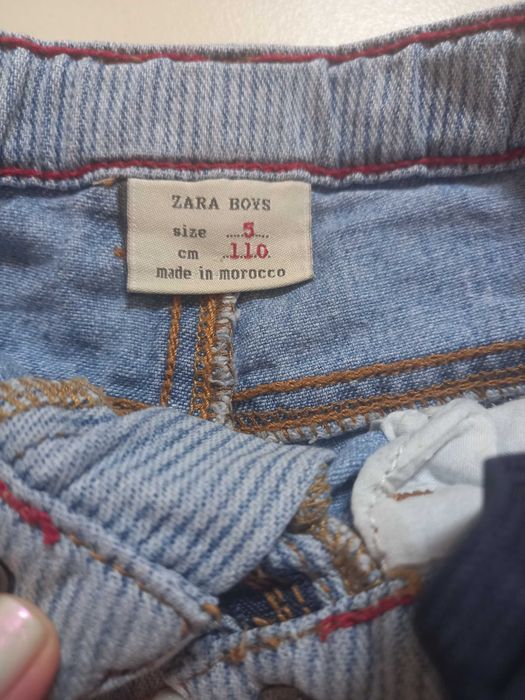 ZARA BOYS
size .....5....
cm ..110.
made in morocco